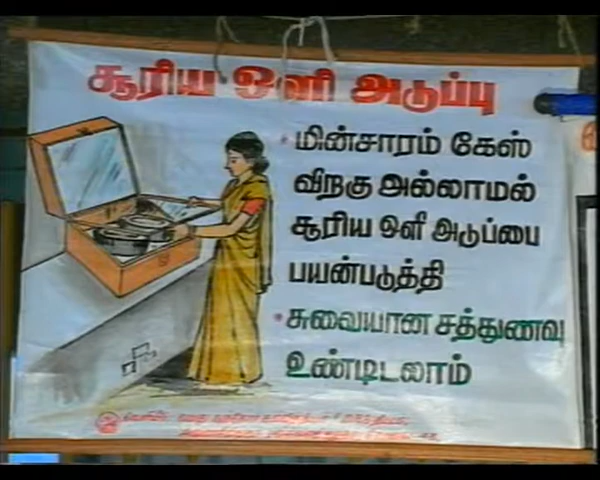 சூரிய ஒளி அடுப்பு
மின்சாரம் கேஸ்
விறகு அல்லாமல்
சூரிய ஒளி அடுப்பை
பயன்படுத்தி
சுவையான சத்துணவு
உண்டிடலாம்